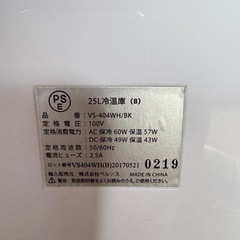 PSE
25L冷温庫 (B)
品番 : VS-404WH/BK
定格電圧 : 100V
定格消費電力 : AC 保冷 60W 保温 57W
DC 保冷 49W 保温 43W
定格周波数 : 50/60Hz
電流ヒューズ : 2.5A
ロット番号 VS404WH(B)20170521 0219
輸入販売元 株式会社ベルソス MADE IN CHINA